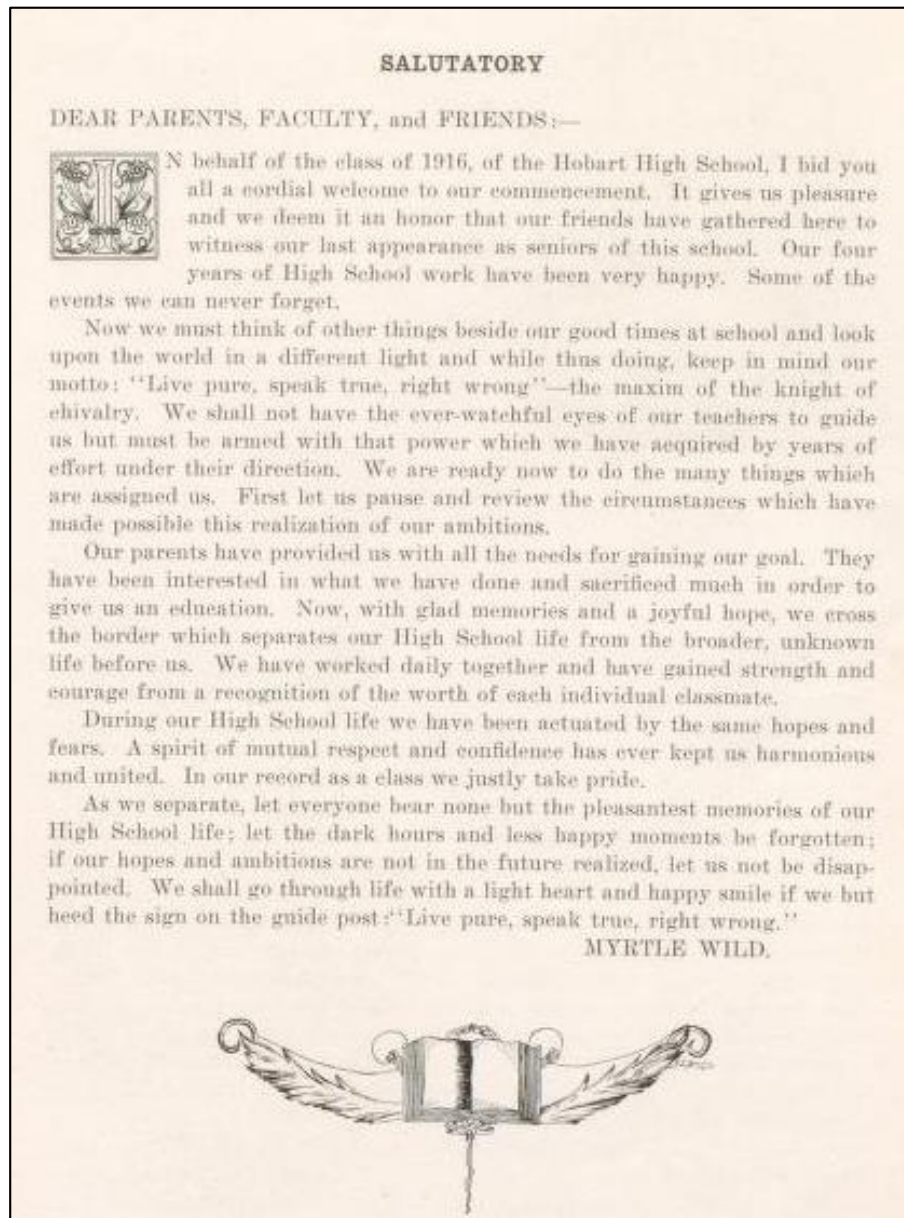 SALUTATORY
DEAR PARENTS, FACULTY, and FRIENDS:—
IN behalf of the class of 1916, of the Hobart High School, I bid you
all a cordial welcome to our commencement. It gives us pleasure
and we deem it an honor that our friends have gathered here to
witness our last appearance as seniors of this school. Our four
years of High School work have been very happy. Some of the
events we can never forget.
Now we must think of other things beside our good times at school and look
upon the world in a different light and while thus doing, keep in mind our
motto: "Live pure, speak true, right wrong"—the maxim of the knight of
chivalry. We shall not have the ever-watchful eyes of our teachers to guide
us but must be armed with that power which we have acquired by years of
effort under their direction. We are ready now to do the many things which
are assigned us. First let us pause and review the circumstances which have
made possible this realization of our ambitions.
Our parents have provided us with all the needs for gaining our goal. They
have been interested in what we have done and sacrificed much in order to
give us an education. Now, with glad memories and a joyful hope, we cross
the border which separates our High School life from the broader, unknown
life before us. We have worked daily together and have gained strength and
courage from a recognition of the worth of each individual classmate.
During our High School life we have been actuated by the same hopes and
fears. A spirit of mutual respect and confidence has ever kept us harmonious
and united. In our record as a class we justly take pride.
As we separate, let everyone bear none but the pleasantest memories of our
High School life; let the dark hours and less happy moments be forgotten;
if our hopes and ambitions are not in the future realized, let us not be disap-
pointed. We shall go through life with a light heart and happy smile if we but
heed the sign on the guide post:"Live pure, speak true, right wrong."
MYRTLE WILD.